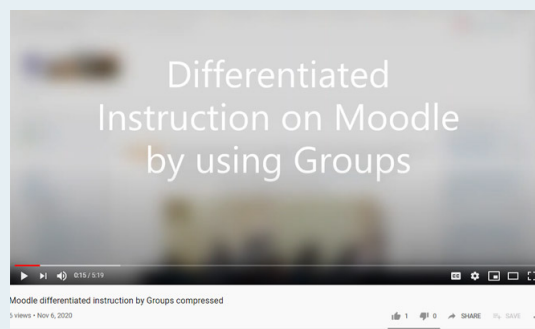 Differentiated
Instruction on Moodle
by using Groups
0:15 / 5:19
Moodle differentiated instruction by Groups compressed
6 views • Nov 6, 2020
1
0
SHARE
SAVE